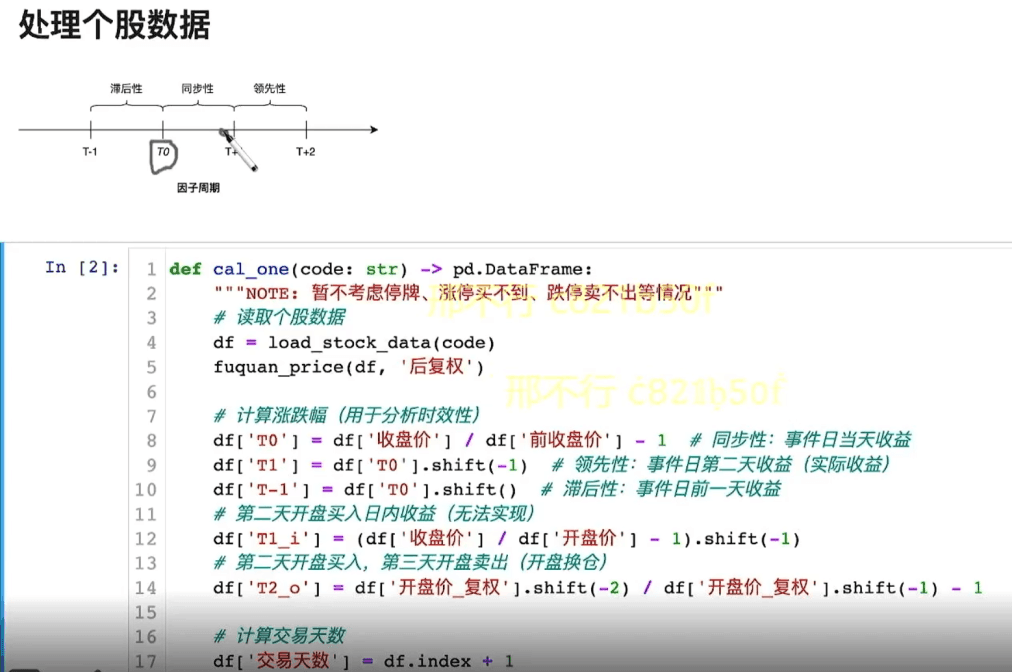 处理个股数据
滞后性 同步性 领先性
T-1 T0 T+ T+2
因子周期
In [2]:
1 def cal_one(code: str) -> pd.DataFrame:
2 """NOTE: 暂不考虑停牌、涨停买不到、跌停卖不出等情况"""
3 # 读取个股数据
4 df = load_stock_data(code)
5 fuquan_price(df, '后复权')
6
7 # 计算涨跌幅（用于分析时效性）
8 df['T0'] = df['收盘价'] / df['前收盘价'] - 1 # 同步性：事件日当天收益
9 df['T1'] = df['T0'].shift(-1) # 领先性：事件日第二天收益（实际收益）
10 df['T-1'] = df['T0'].shift() # 滞后性：事件日前一天收益
11 # 第二天开盘买入日内收益（无法实现）
12 df['T1_i'] = (df['收盘价'] / df['开盘价'] - 1).shift(-1)
13 # 第二天开盘买入，第三天开盘卖出（开盘换仓）
14 df['T2_o'] = df['开盘价_复权'].shift(-2) / df['开盘价_复权'].shift(-1) - 1
15
16 # 计算交易天数
17 df['交易天数'] = df.index + 1
邢不行 c821b50f
邢不行 c821b50f